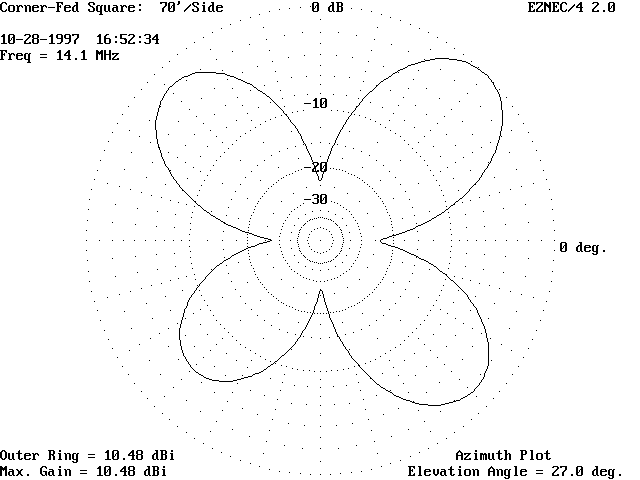 Corner-Fed Square:  70'/Side
0 dB
EZNEC/4 2.0
10-28-1997  16:52:34
Freq = 14.1 MHz
-10
-20
-30
0 deg.
Outer Ring = 10.48 dBi
Max. Gain = 10.48 dBi
Azimuth Plot
Elevation Angle = 27.0 deg.